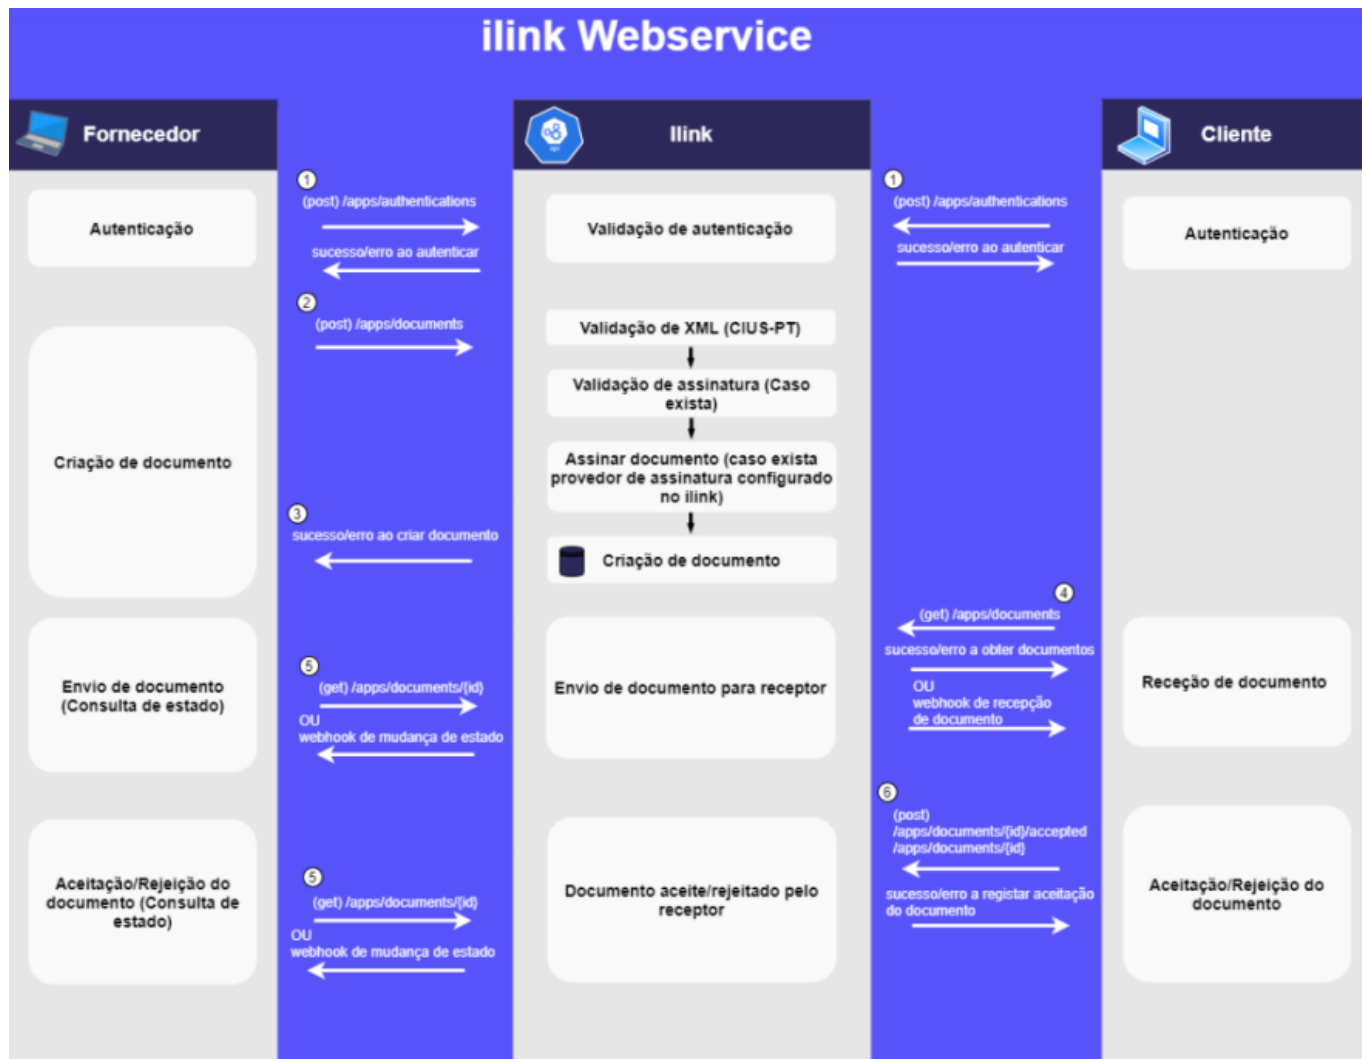 ilink Webservice
Fornecedor
Ilink
Cliente
1
(post) /apps/authentications
sucesso/erro ao autenticar
1
(post) /apps/authentications
sucesso/erro ao autenticar
Autenticação
Validação de autenticação
Autenticação
2
(post) /apps/documents
Validação de XML (CIUS-PT)
Validação de assinatura (Caso
exista)
Assinar documento (caso exista
provedor de assinatura configurado
no ilink)
Criação de documento
Criação de documento
3
sucesso/erro ao criar documento
4
(get) /apps/documents
sucesso/erro a obter documentos
OU
webhook de recepção
de documento
Envio de documento
(Consulta de estado)
5
(get) /apps/documents/{id}
OU
webhook de mudança de estado
Envio de documento para receptor
Receção de documento
6
(post)
/apps/documents/{id}/accepted
/apps/documents/{id}
sucesso/erro a registar aceitação
do documento
Aceitação/Rejeição do
documento (Consulta de
estado)
5
(get) /apps/documents/{id}
OU
webhook de mudança de estado
Documento aceite/rejeitado pelo
receptor
Aceitação/Rejeição do
documento